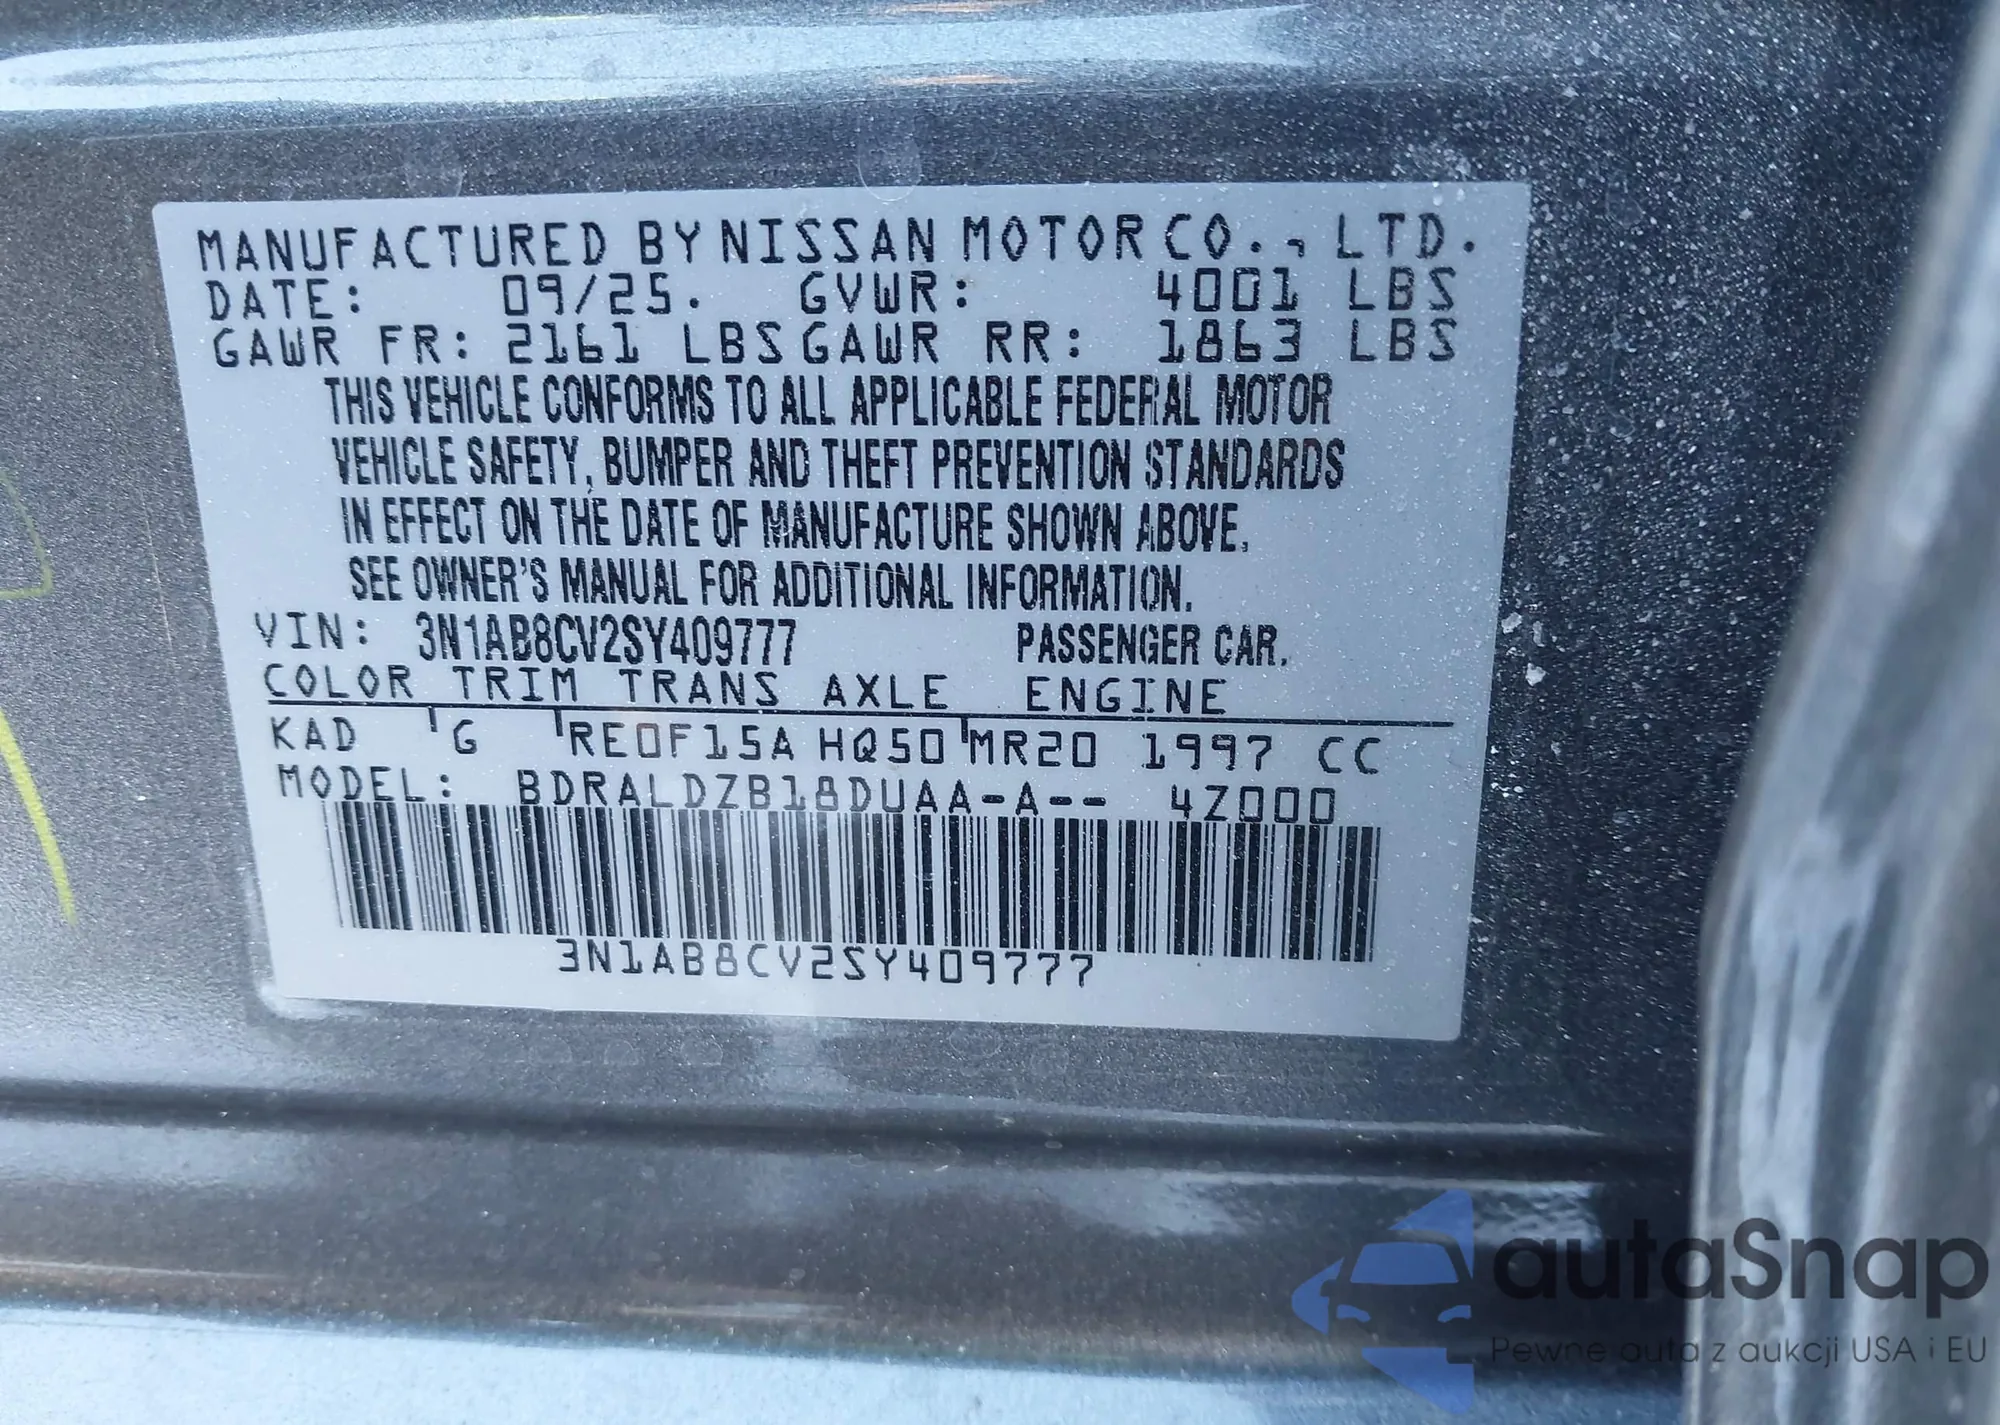 MANUFACTURED BY NISSAN MOTOR CO., LTD.
DATE: 09/25. GVWR: 4001 LBS
GAWR FR: 2161 LBS GAWR RR: 1863 LBS
THIS VEHICLE CONFORMS TO ALL APPLICABLE FEDERAL MOTOR
VEHICLE SAFETY, BUMPER AND THEFT PREVENTION STANDARDS
IN EFFECT ON THE DATE OF MANUFACTURE SHOWN ABOVE.
SEE OWNER'S MANUAL FOR ADDITIONAL INFORMATION.
VIN: 3N1AB8CV2SY409777 PASSENGER CAR.
COLOR TRIM TRANS AXLE ENGINE
KAD G RE0F15A HQ50 MR20 1997 CC
MODEL: BDRALDZB18DUAA-A-- 4Z000
3N1AB8CV2SY409777
autaSnap
Pewne auta z aukcji USA i EU